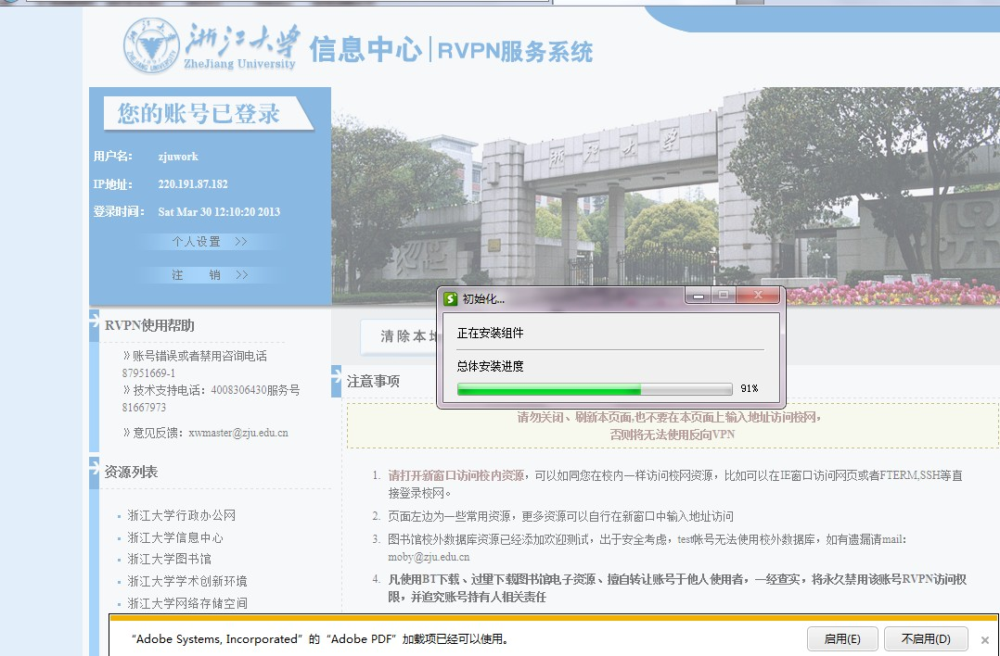 浙江大学
ZheJiang University
信息中心
RVPN服务系统
您的账号已登录
用户名： zjuwork
IP地址： 220.191.87.182
登录时间： Sat Mar 30 12:10:20 2013
个人设置 >>
注 销 >>
浙江大学
初始化...
正在安装组件
总体安装进度
91%
RVPN使用帮助
» 账号错误或者禁用咨询电话
87951669-1
» 技术支持电话：4008306430服务号
81667973
» 意见反馈：xwmaster@zju.edu.cn
资源列表
浙江大学行政办公网
浙江大学信息中心
浙江大学图书馆
浙江大学学术创新环境
浙江大学网络存储空间
清除本地
注意事项
请勿关闭、刷新本页面,也不要在本页面上输入地址访问校网，
否则将无法使用反向VPN
1. 请打开新窗口访问校内资源，可以如同您在校内一样访问校网资源，比如可以在IE窗口访问网页或者FTERM,SSH等直
接登录校网。
2. 页面左边为一些常用资源，更多资源可以自行在新窗口中输入地址访问
3. 图书馆校外数据库资源已经添加欢迎测试，出于安全考虑，test帐号无法使用校外数据库，如有遗漏请mail：
moby@zju.edu.cn
4. 凡使用BT下载、过量下载图书馆电子资源、擅自转让账号于他人使用者，一经查实，将永久禁用该账号RVPN访问权
限，并追究账号持有人相关责任
“Adobe Systems, Incorporated”的“Adobe PDF”加载项已经可以使用。
启用(E)
不启用(D)